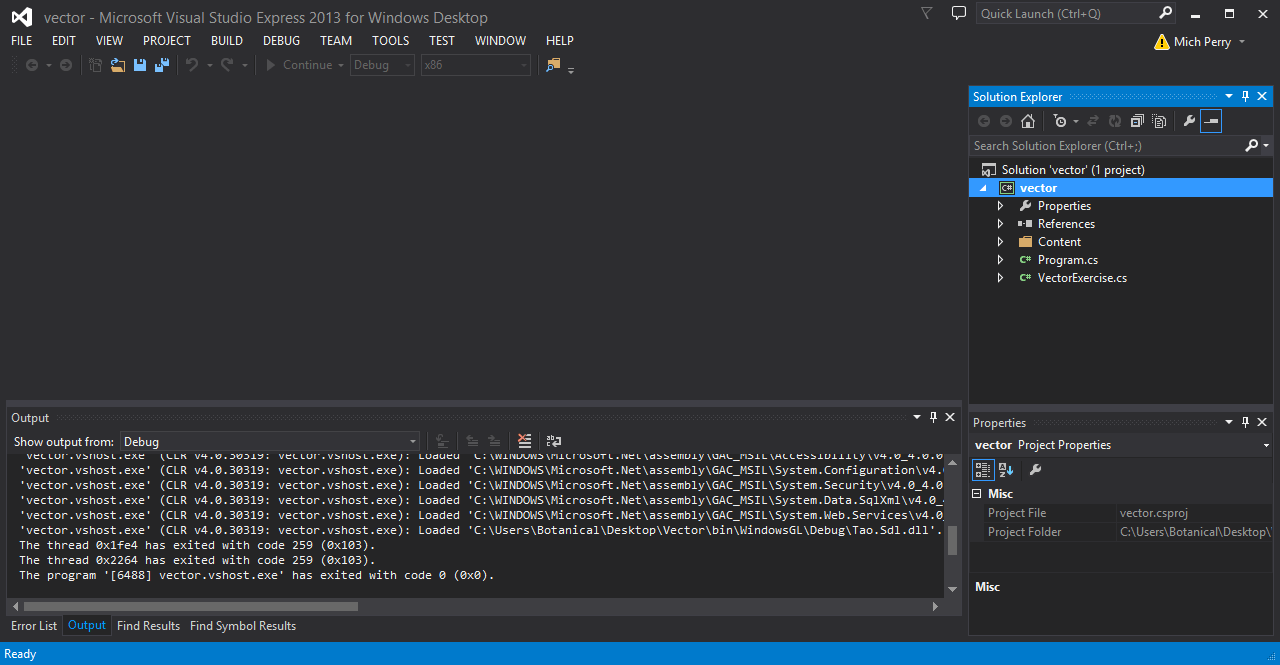 vector - Microsoft Visual Studio Express 2013 for Windows Desktop
Quick Launch (Ctrl+Q)
FILE EDIT VIEW PROJECT BUILD DEBUG TEAM TOOLS TEST WINDOW HELP
Mich Perry
Continue Debug x86
Solution Explorer
Search Solution Explorer (Ctrl+;)
Solution 'vector' (1 project)
C# vector
Properties
References
Content
C# Program.cs
C# VectorExercise.cs
Output
Show output from: Debug
'vector.vshost.exe' (CLR v4.0.30319: vector.vshost.exe): Loaded 'C:\WINDOWS\Microsoft.Net\assembly\GAC_MSIL\Accessibility\v4.0_4.0.0
'vector.vshost.exe' (CLR v4.0.30319: vector.vshost.exe): Loaded 'C:\WINDOWS\Microsoft.Net\assembly\GAC_MSIL\System.Configuration\v4.
'vector.vshost.exe' (CLR v4.0.30319: vector.vshost.exe): Loaded 'C:\WINDOWS\Microsoft.Net\assembly\GAC_MSIL\System.Security\v4.0_4.0
'vector.vshost.exe' (CLR v4.0.30319: vector.vshost.exe): Loaded 'C:\WINDOWS\Microsoft.Net\assembly\GAC_MSIL\System.Data.SqlXml\v4.0_
'vector.vshost.exe' (CLR v4.0.30319: vector.vshost.exe): Loaded 'C:\WINDOWS\Microsoft.Net\assembly\GAC_MSIL\System.Web.Services\v4.0
'vector.vshost.exe' (CLR v4.0.30319: vector.vshost.exe): Loaded 'C:\Users\Botanical\Desktop\Vector\bin\WindowsGL\Debug\Tao.Sdl.dll'.
The thread 0x1fe4 has exited with code 259 (0x103).
The thread 0x2264 has exited with code 259 (0x103).
The program '[6488] vector.vshost.exe' has exited with code 0 (0x0).
Error List Output Find Results Find Symbol Results
Properties
vector Project Properties
Misc
Project File vector.csproj
Project Folder C:\Users\Botanical\Desktop\
Misc
Ready